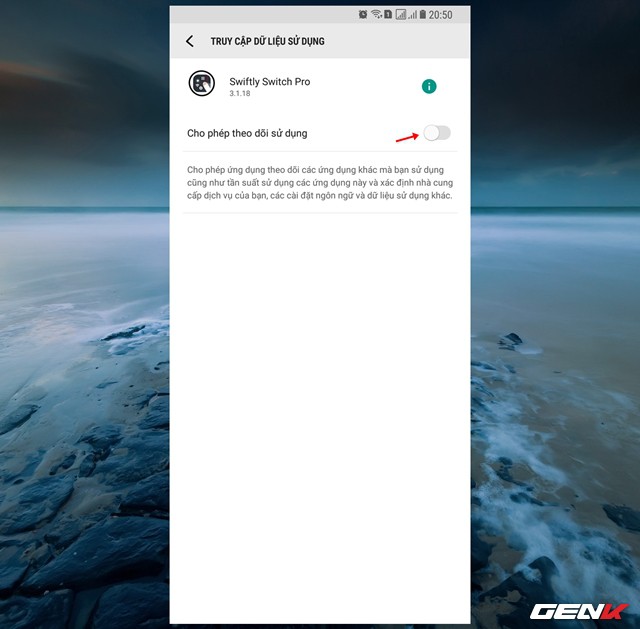 20:50
TRUY CẬP DỮ LIỆU SỬ DỤNG
Swiftly Switch Pro
3.1.18
Cho phép theo dõi sử dụng
Cho phép ứng dụng theo dõi các ứng dụng khác mà bạn sử dụng
cũng như tần suất sử dụng các ứng dụng này và xác định nhà cung
cấp dịch vụ của bạn, các cài đặt ngôn ngữ và dữ liệu sử dụng khác.
GENK